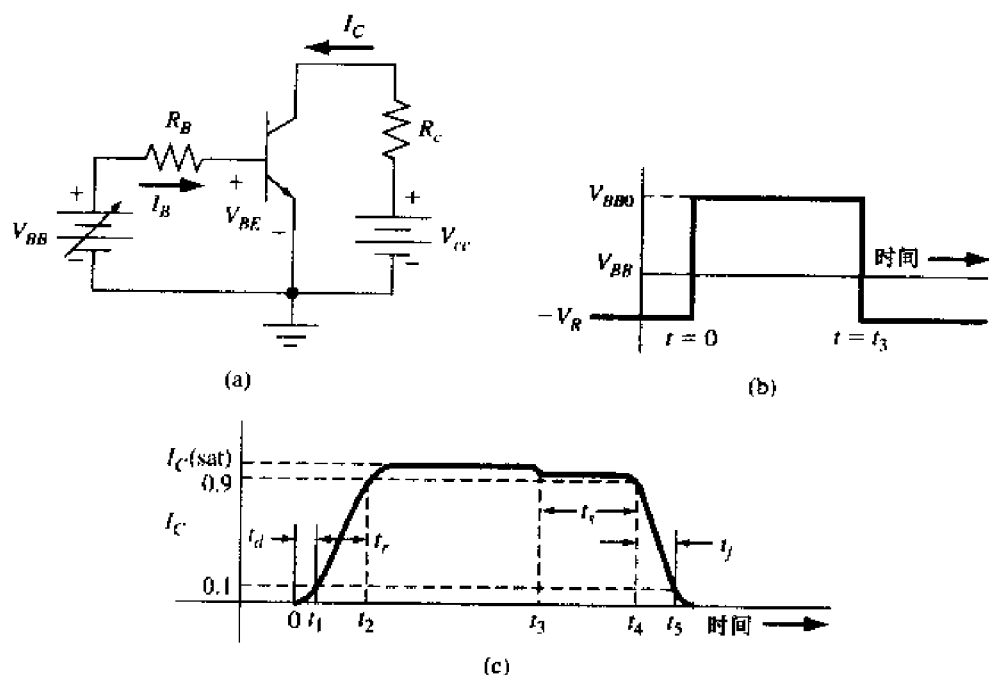 I_C
R_B
R_c
+
+
+
I_B
V_BE
V_BB
V_cc
−
−
−
(a)
V_BB0
V_BB
时间
−V_R
t = 0
t = t_3
(b)
I_C(sat)
0.9
I_C
t_d
t_r
t_s
t_f
0.1
0 t_1 t_2 t_3 t_4 t_5 时间
(c)